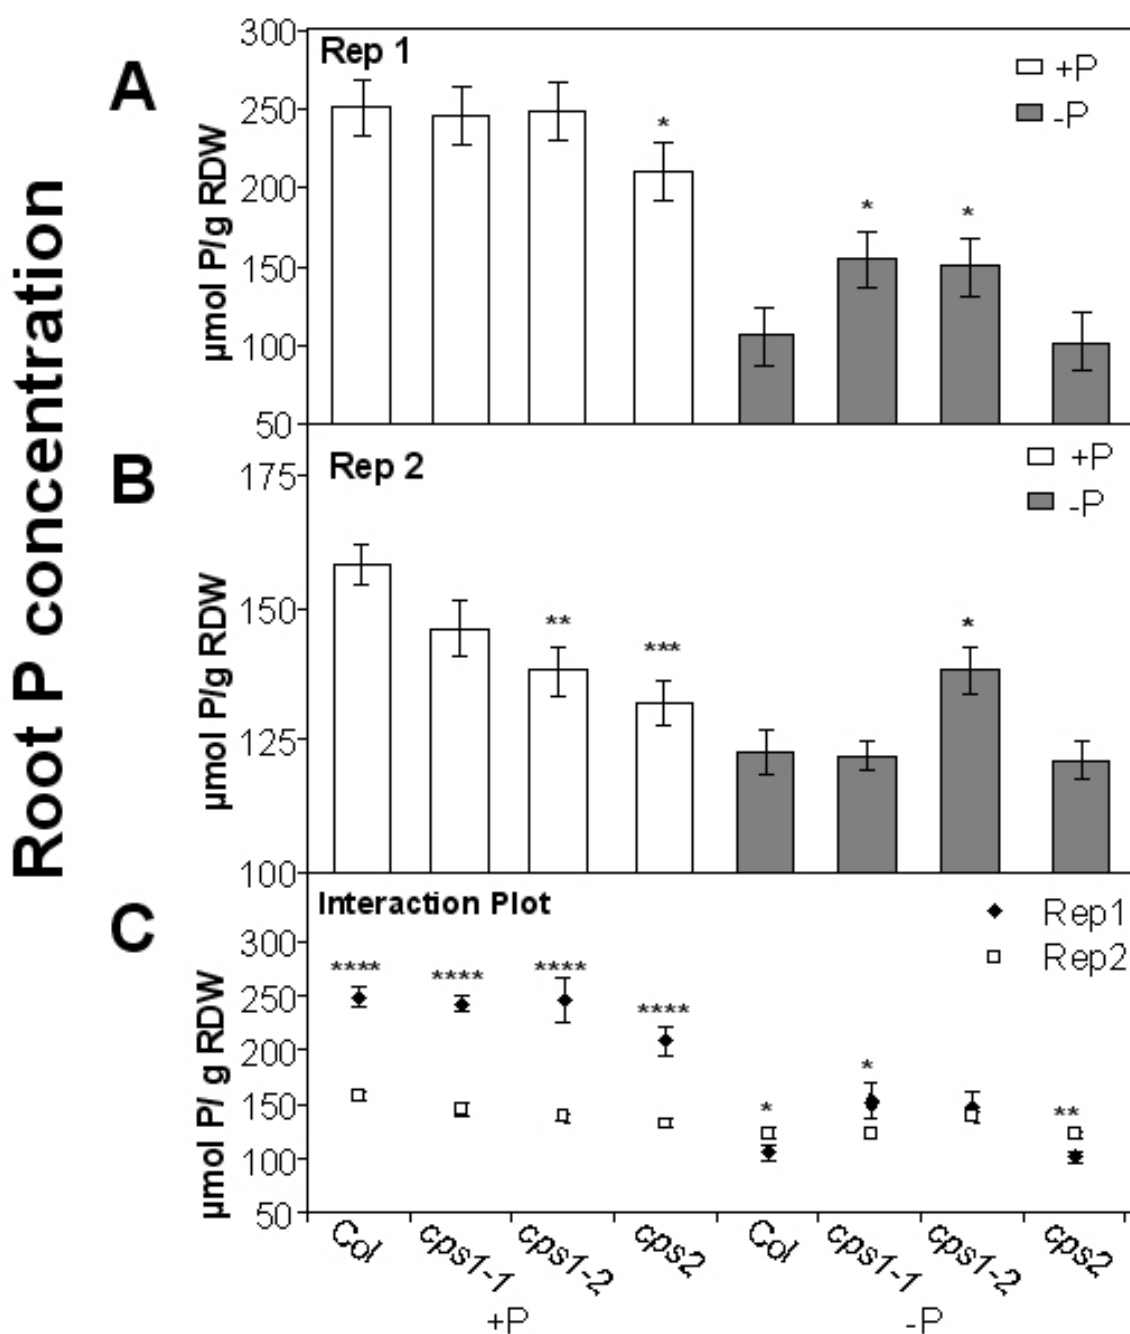 Root P concentration
A
Rep 1
+P
-P
µmol P/g RDW
300
250
200
150
100
50
*
*
*
B
Rep 2
+P
-P
µmol P/g RDW
175
150
125
100
**
***
*
C
Interaction Plot
Rep1
Rep2
µmol P/ g RDW
300
250
200
150
100
50
****
****
****
****
*
*
**
Col cps1-1 cps1-2 cps2 Col cps1-1 cps1-2 cps2
+P -P